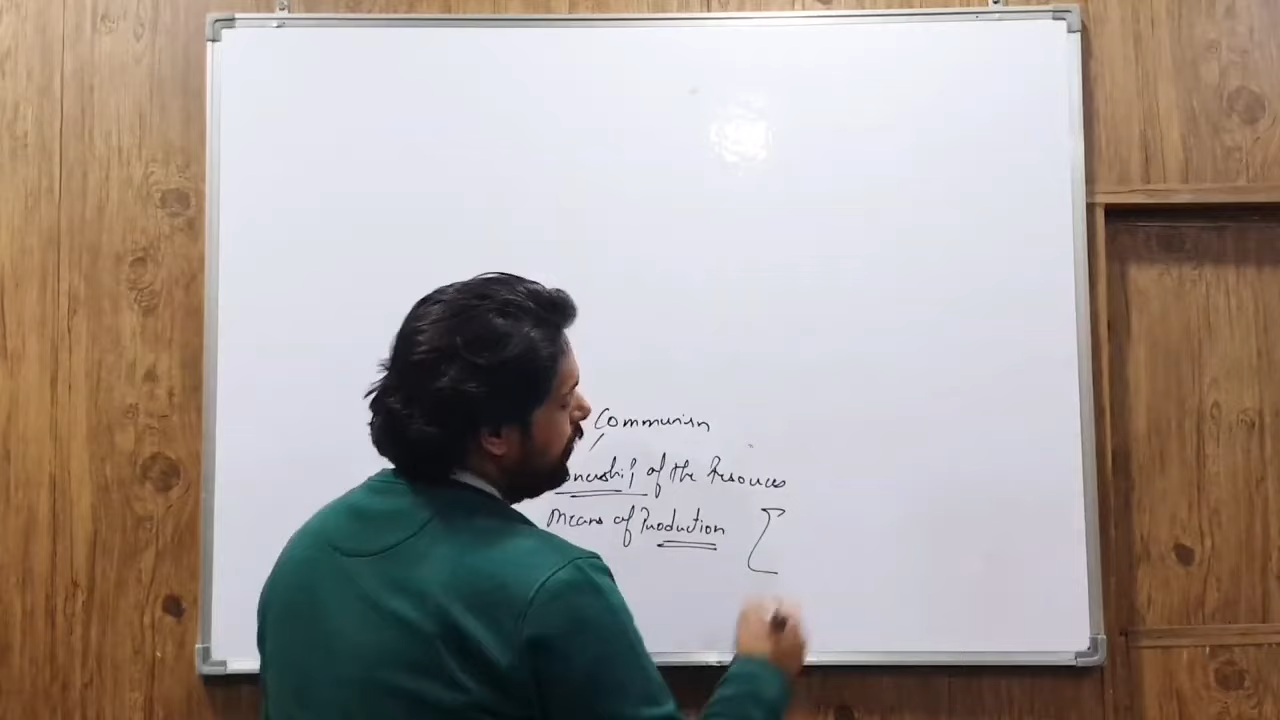 Communism
of the Resources
Means of Production